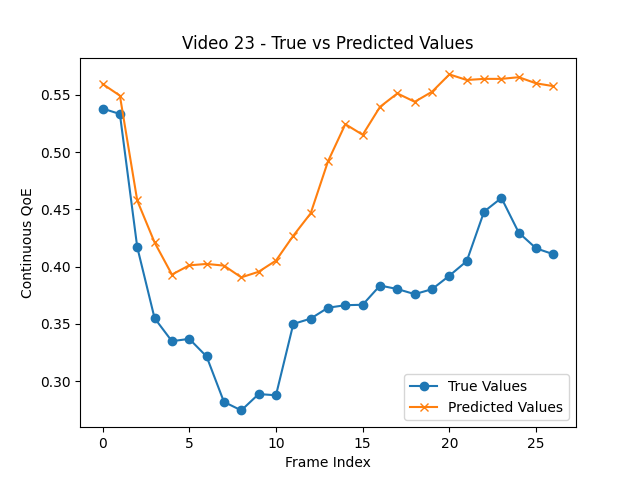 Video 23 - True vs Predicted Values
Continuous QoE
0.55
0.50
0.45
0.40
0.35
0.30
0
5
10
15
20
25
Frame Index
True Values
Predicted Values